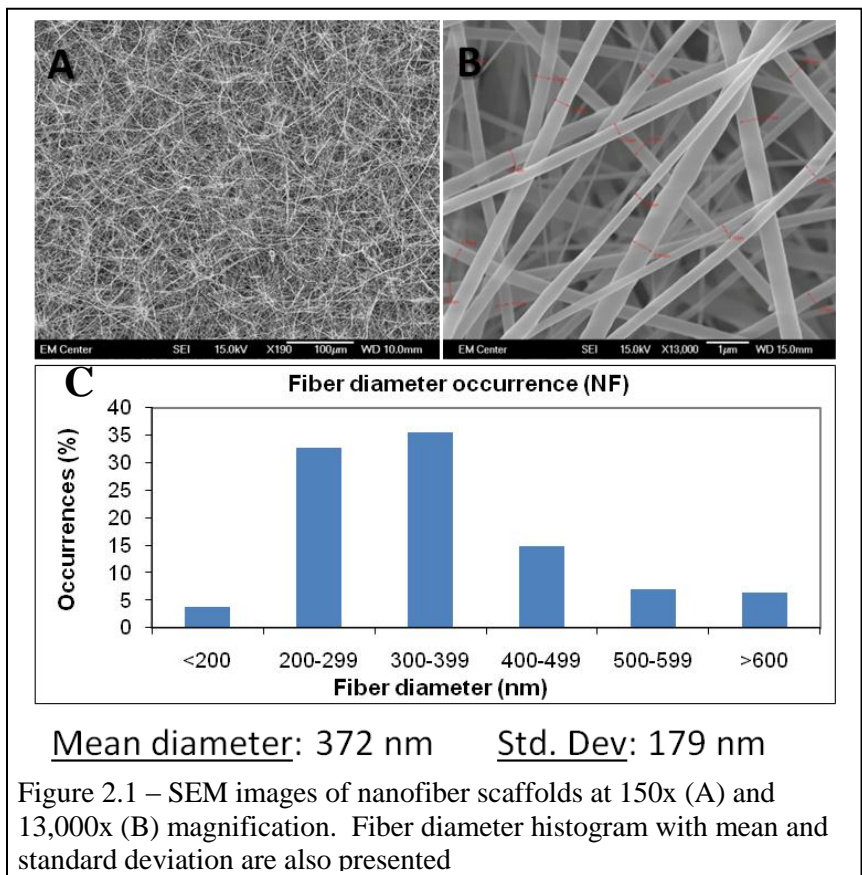 A
B
EM Center SEI 15.0kV X190 100µm WD 10.0mm
EM Center SEI 15.0kV X13,000 1µm WD 15.0mm
C
Fiber diameter occurrence (NF)
Occurrences (%)
40
35
30
25
20
15
10
5
0
<200 200-299 300-399 400-499 500-599 >600
Fiber diameter (nm)
Mean diameter: 372 nm Std. Dev: 179 nm
Figure 2.1 – SEM images of nanofiber scaffolds at 150x (A) and
13,000x (B) magnification. Fiber diameter histogram with mean and
standard deviation are also presented